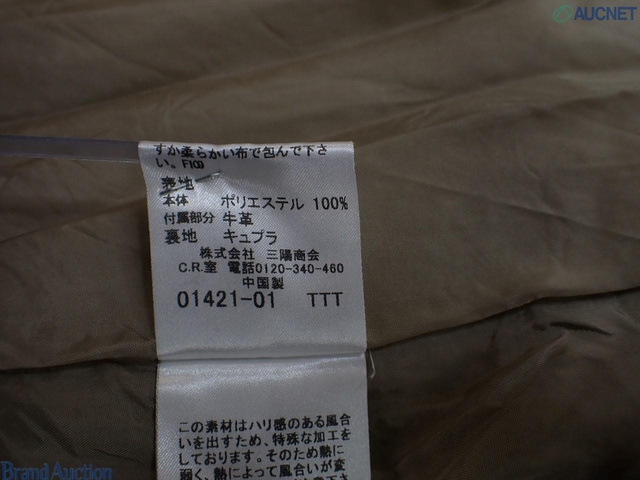 AUCNET
すか柔らかい布で包んで下さ
い。F100
表地
本体 ポリエステル 100%
付属部分 牛革
裏地 キュプラ
株式会社 三陽商会
C.R.室 電話0120-340-460
中国製
01421-01 TTT
この素材はハリ感のある風合
いを出すため、特殊な加工を
しております。そのため熱に
弱く、熱によって風合いが変
Brand Auction